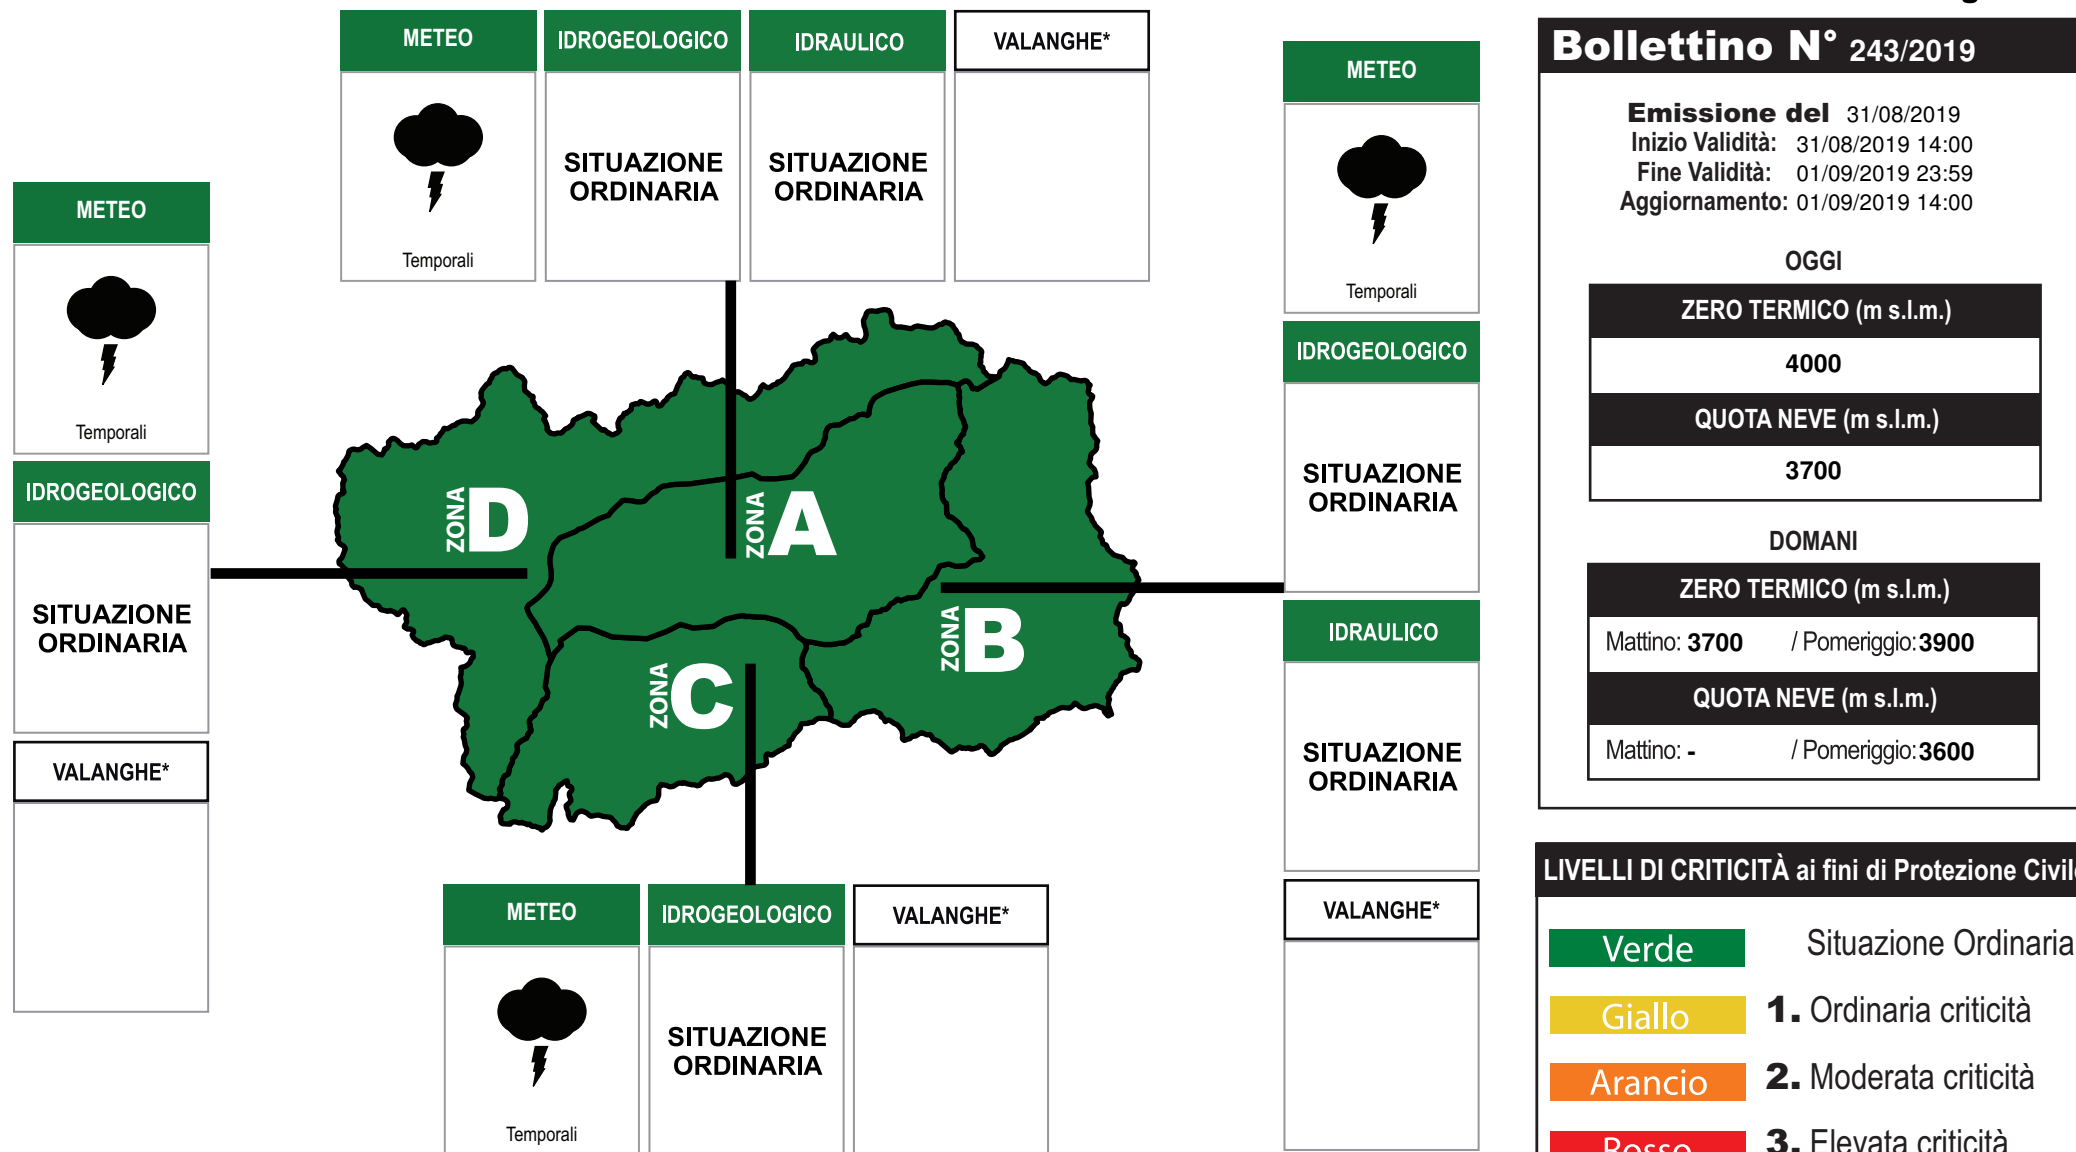 METEO
IDROGEOLOGICO
IDRAULICO
VALANGHE*
Temporali
SITUAZIONE
ORDINARIA
SITUAZIONE
ORDINARIA
METEO
Temporali
IDROGEOLOGICO
SITUAZIONE
ORDINARIA
VALANGHE*
METEO
Temporali
IDROGEOLOGICO
SITUAZIONE
ORDINARIA
IDRAULICO
SITUAZIONE
ORDINARIA
VALANGHE*
ZONA D
ZONA A
ZONA B
ZONA C
METEO
IDROGEOLOGICO
VALANGHE*
Temporali
SITUAZIONE
ORDINARIA
Bollettino N° 243/2019
Emissione del 31/08/2019
Inizio Validità: 31/08/2019 14:00
Fine Validità: 01/09/2019 23:59
Aggiornamento: 01/09/2019 14:00
OGGI
ZERO TERMICO (m s.l.m.)
4000
QUOTA NEVE (m s.l.m.)
3700
DOMANI
ZERO TERMICO (m s.l.m.)
Mattino: 3700 / Pomeriggio: 3900
QUOTA NEVE (m s.l.m.)
Mattino: - / Pomeriggio: 3600
LIVELLI DI CRITICITÀ ai fini di Protezione Civile
Verde Situazione Ordinaria
Giallo 1. Ordinaria criticità
Arancio 2. Moderata criticità
Rosso 3. Elevata criticità